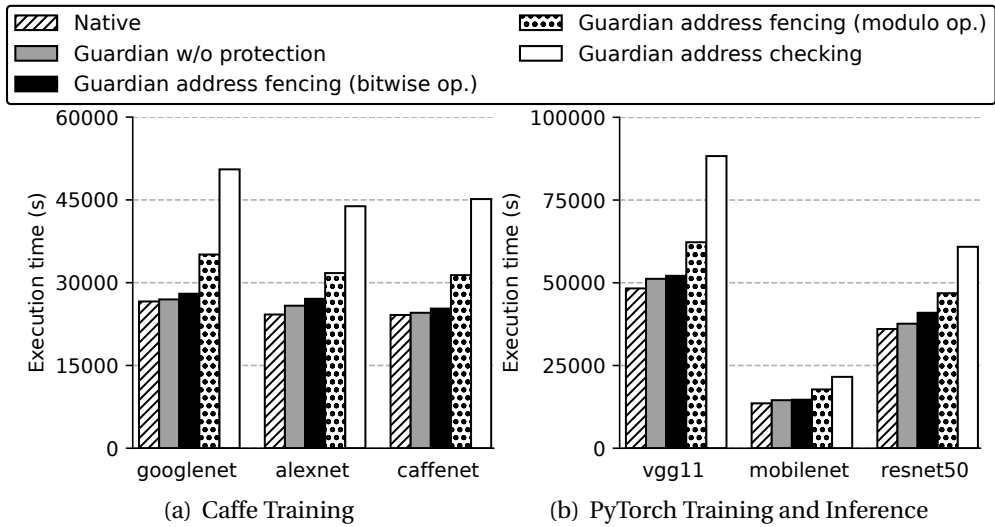 Native
Guardian w/o protection
Guardian address fencing (bitwise op.)
Guardian address fencing (modulo op.)
Guardian address checking
Execution time (s)
60000
45000
30000
15000
0
googlenet alexnet caffenet
(a) Caffe Training
Execution time (s)
100000
75000
50000
25000
0
vgg11 mobilenet resnet50
(b) PyTorch Training and Inference